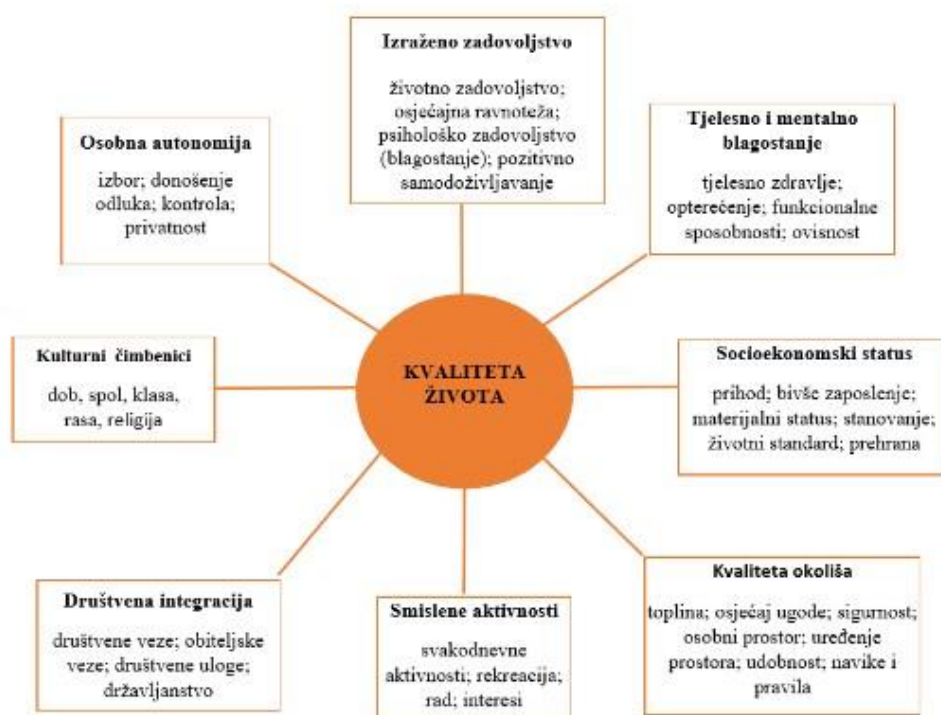 Izraženo zadovoljstvo
životno zadovoljstvo;
osjećajna ravnoteža;
psihološko zadovoljstvo
(blagostanje); pozitivno
samodoživljavanje
Tjelesno i mentalno
blagostanje
tjelesno zdravlje;
opterećenje; funkcionalne
sposobnosti; ovisnost
Socioekonomski status
prihod; bivše zaposlenje;
materijalni status; stanovanje;
životni standard; prehrana
Kvaliteta okoliša
toplina; osjećaj ugode; sigurnost;
osobni prostor; uređenje
prostora; udobnost; navike i
pravila
Smislene aktivnosti
svakodnevne
aktivnosti; rekreacija;
rad; interesi
Društvena integracija
društvene veze; obiteljske
veze; društvene uloge;
državljanstvo
Kulturni čimbenici
dob, spol, klasa,
rasa, religija
Osobna autonomija
izbor; donošenje
odluka; kontrola;
privatnost
KVALITETA
ŽIVOTA